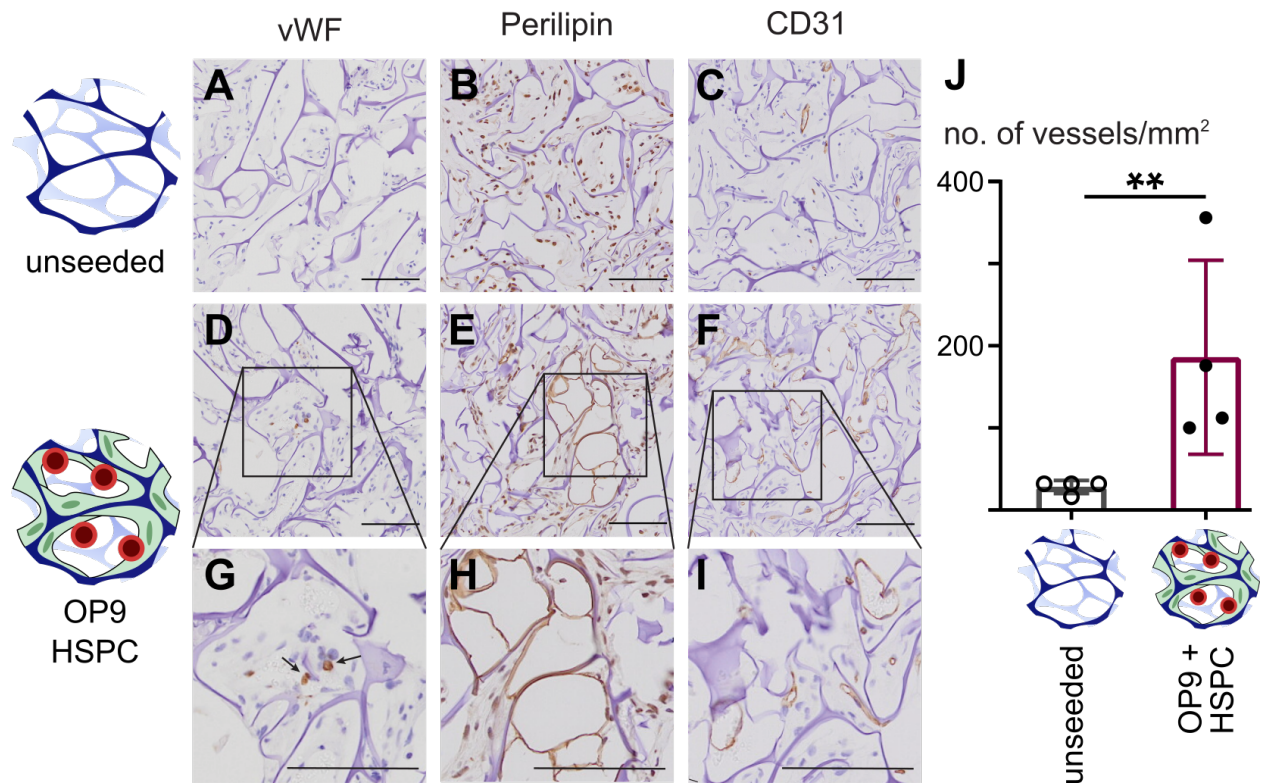 vWF
Perilipin
CD31
A
B
C
unseeded
D
E
F
OP9
HSPC
G
H
I
J
no. of vessels/mm²
400
**
200
unseeded
OP9 +
HSPC